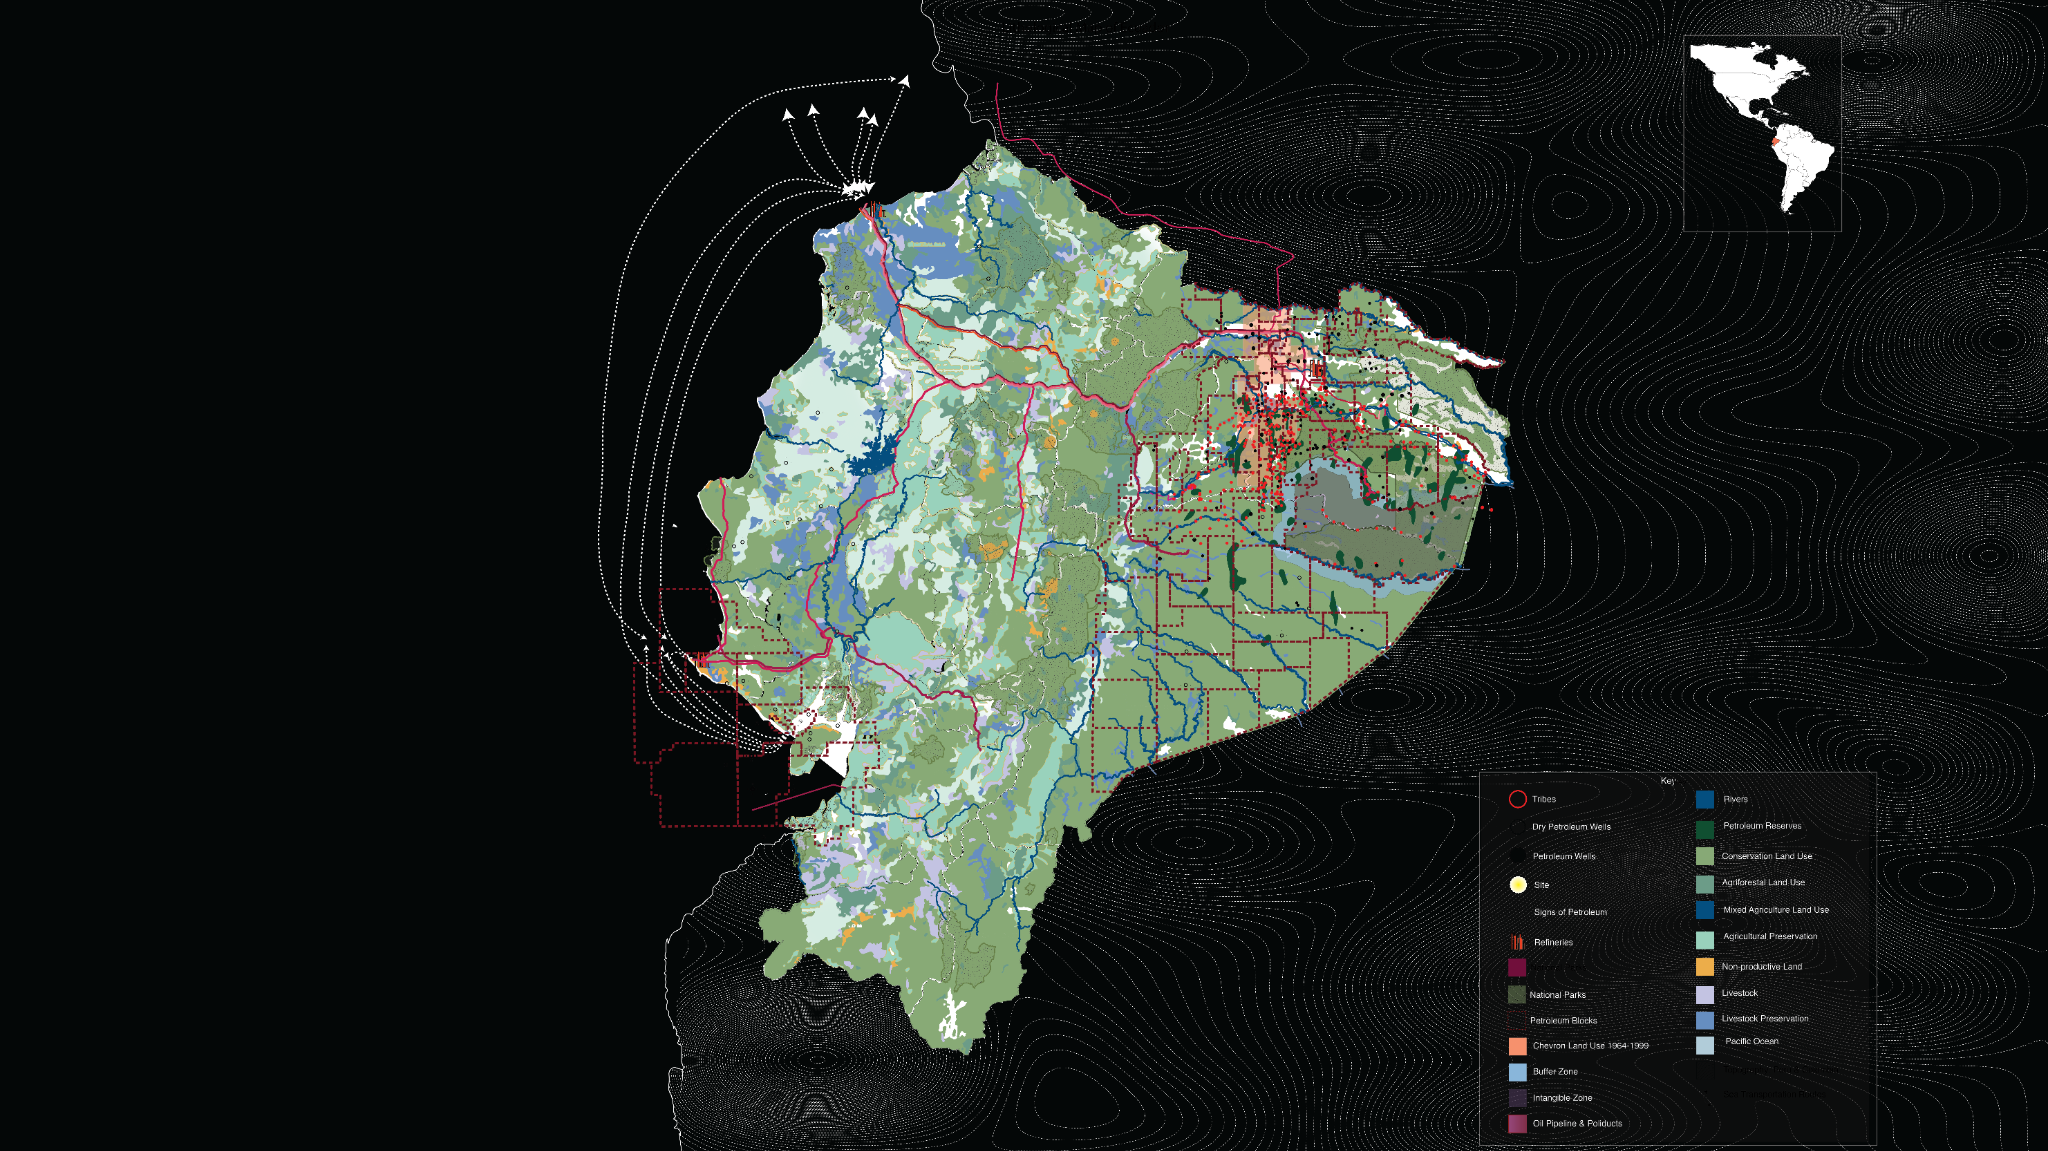 Key
Tribes
Dry Petroleum Wells
Petroleum Wells
Site
Signs of Petroleum
Refineries
National Parks
Petroleum Blocks
Chevron Land Use 1964-1999
Buffer Zone
Intangible Zone
Oil Pipeline & Poliducts
Rivers
Petroleum Reserves
Conservation Land Use
Agriforestal Land Use
Mixed Agriculture Land Use
Agricultural Preservation
Non-productive Land
Livestock
Livestock Preservation
Pacific Ocean